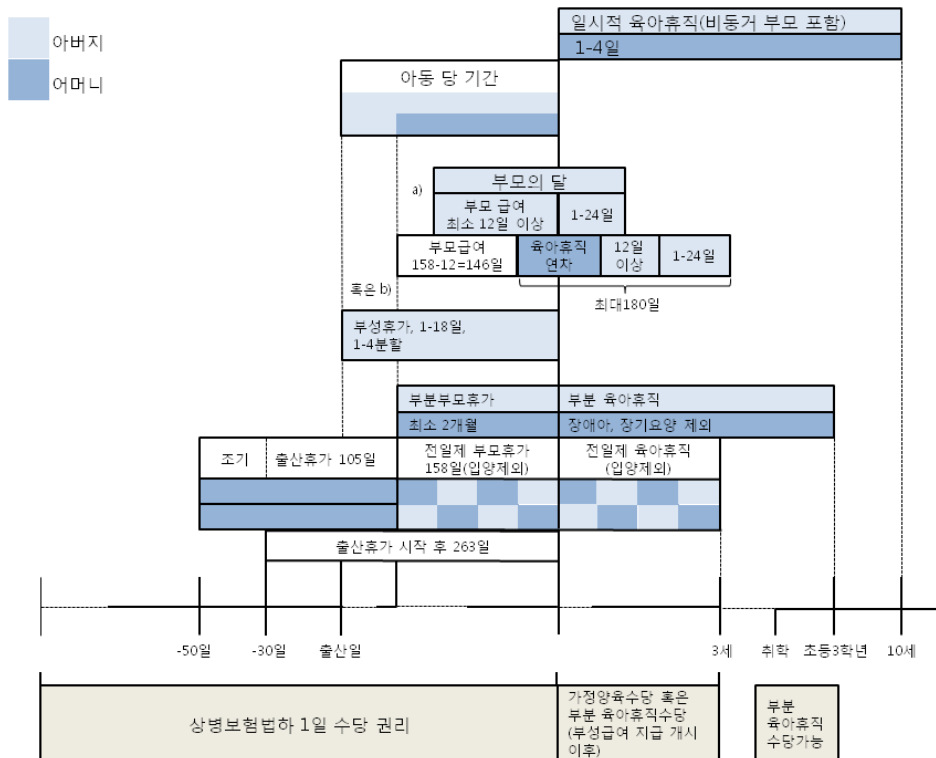 아버지
어머니
일시적 육아휴직(비동거 부모 포함)
1-4일
아동 당 기간
a)
부모의 달
부모 급여
최소 12일 이상
1-24일
부모급여
158-12=146일
육아휴직
연차
12일
이상
1-24일
혹은 b)
최대180일
부성휴가, 1-18일,
1-4분할
부분부모휴가
부분 육아휴직
최소 2개월
장애아, 장기요양 제외
조기
출산휴가 105일
전일제 부모휴가
158일(입양제외)
전일제 육아휴직
(입양제외)
출산휴가 시작 후 263일
-50일
-30일
출산일
3세
취학
초등3학년
10세
상병보험법하 1일 수당 권리
가정양육수당 혹은
부분 육아휴직수당
(부성급여 지급 개시
이후)
부분
육아휴직
수당가능